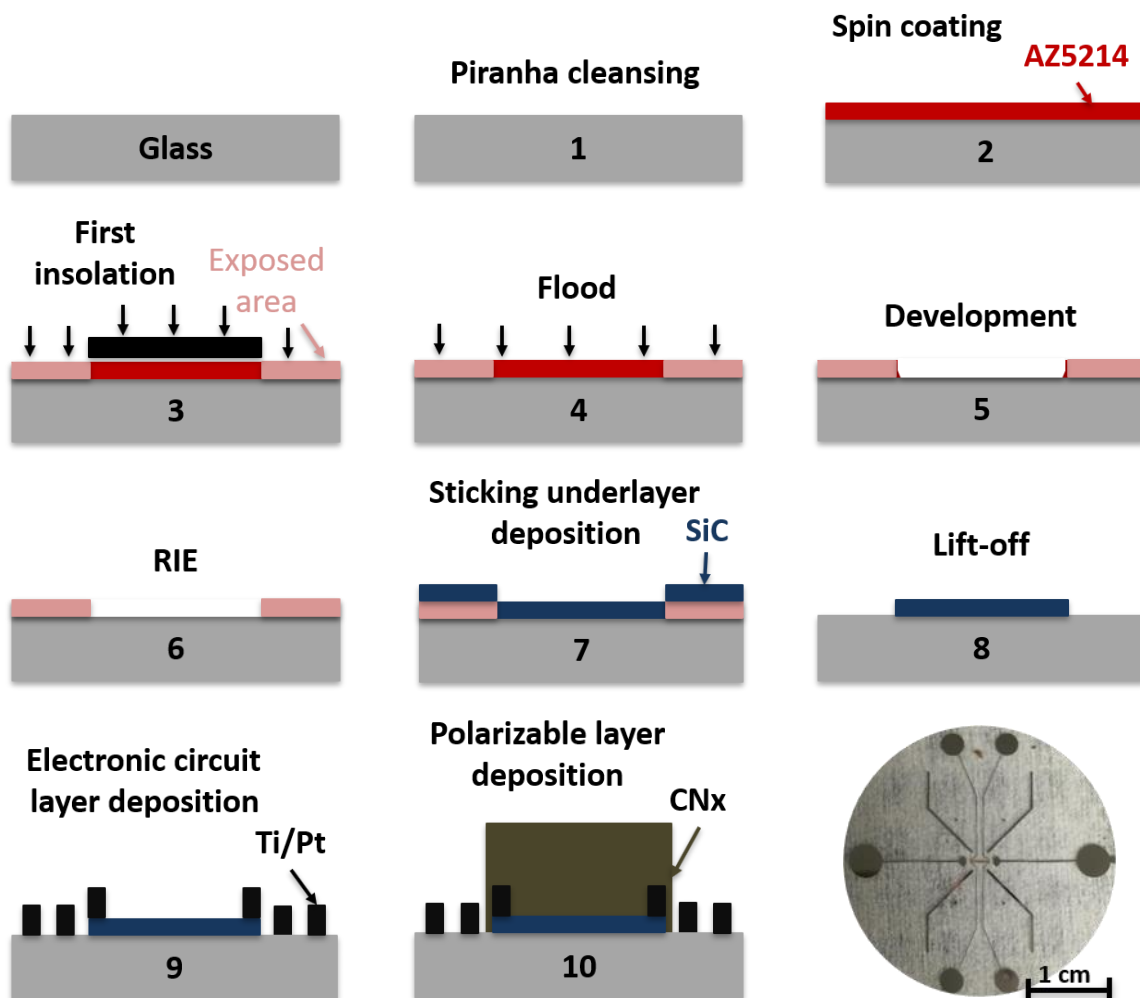 Glass
Piranha cleansing
1
Spin coating
AZ5214
2
First
insolation
Exposed
area
3
Flood
4
Development
5
RIE
6
Sticking underlayer
deposition
SiC
7
Lift-off
8
Electronic circuit
layer deposition
Ti/Pt
9
Polarizable layer
deposition
CNx
10
1 cm